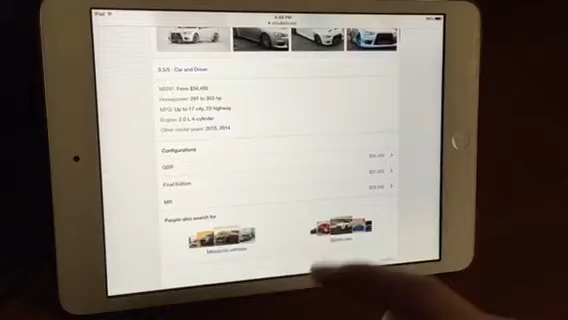 iPad
3.5/5 - Car and Driver
MSRP: From $34,495
Horsepower: 291 to 303 hp
MPG: Up to 17 city, 23 highway
Engine: 2.0 L 4-cylinder
Other model years: 2013, 2014
Configurations
GSR
Final Edition
MR
People also search for
Mitsubishi vehicles